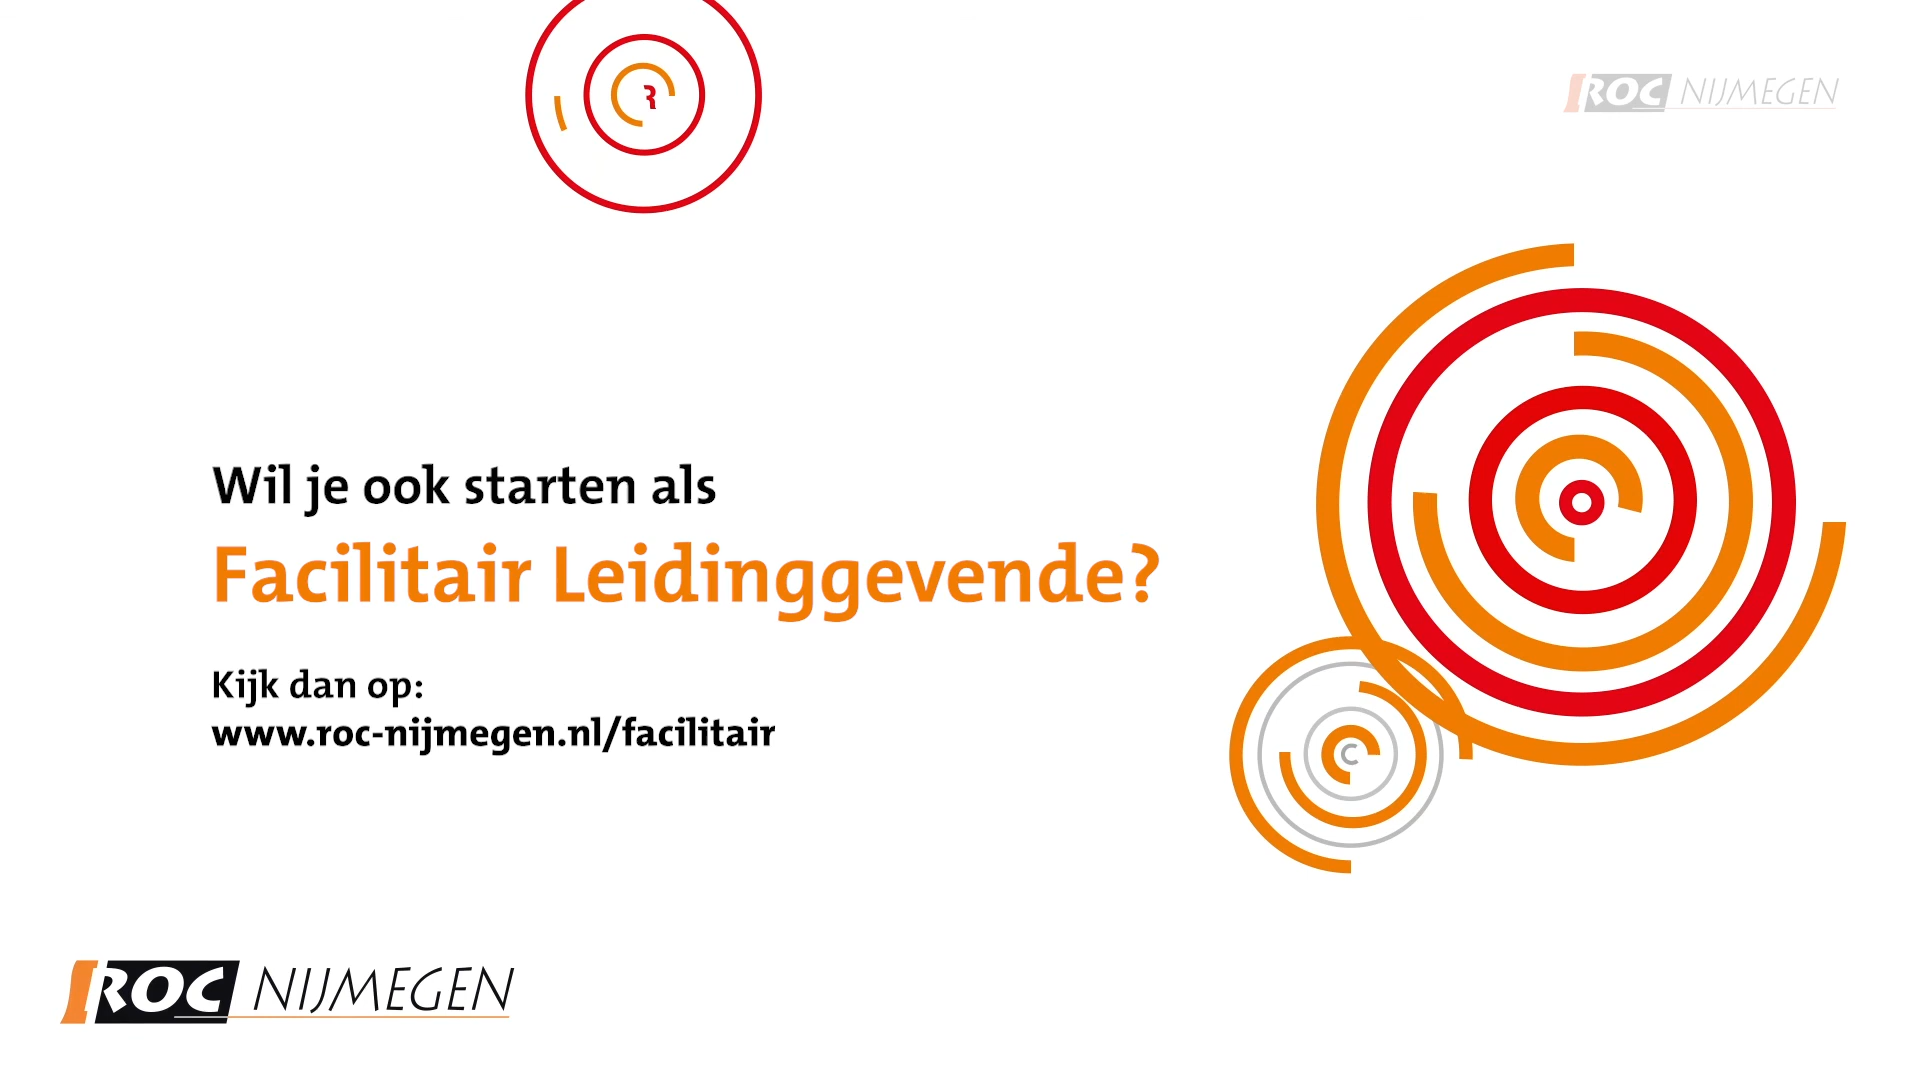 ROC NIJMEGEN
Wil je ook starten als
Facilitair Leidinggevende?
Kijk dan op:
www.roc-nijmegen.nl/facilitair
ROC NIJMEGEN